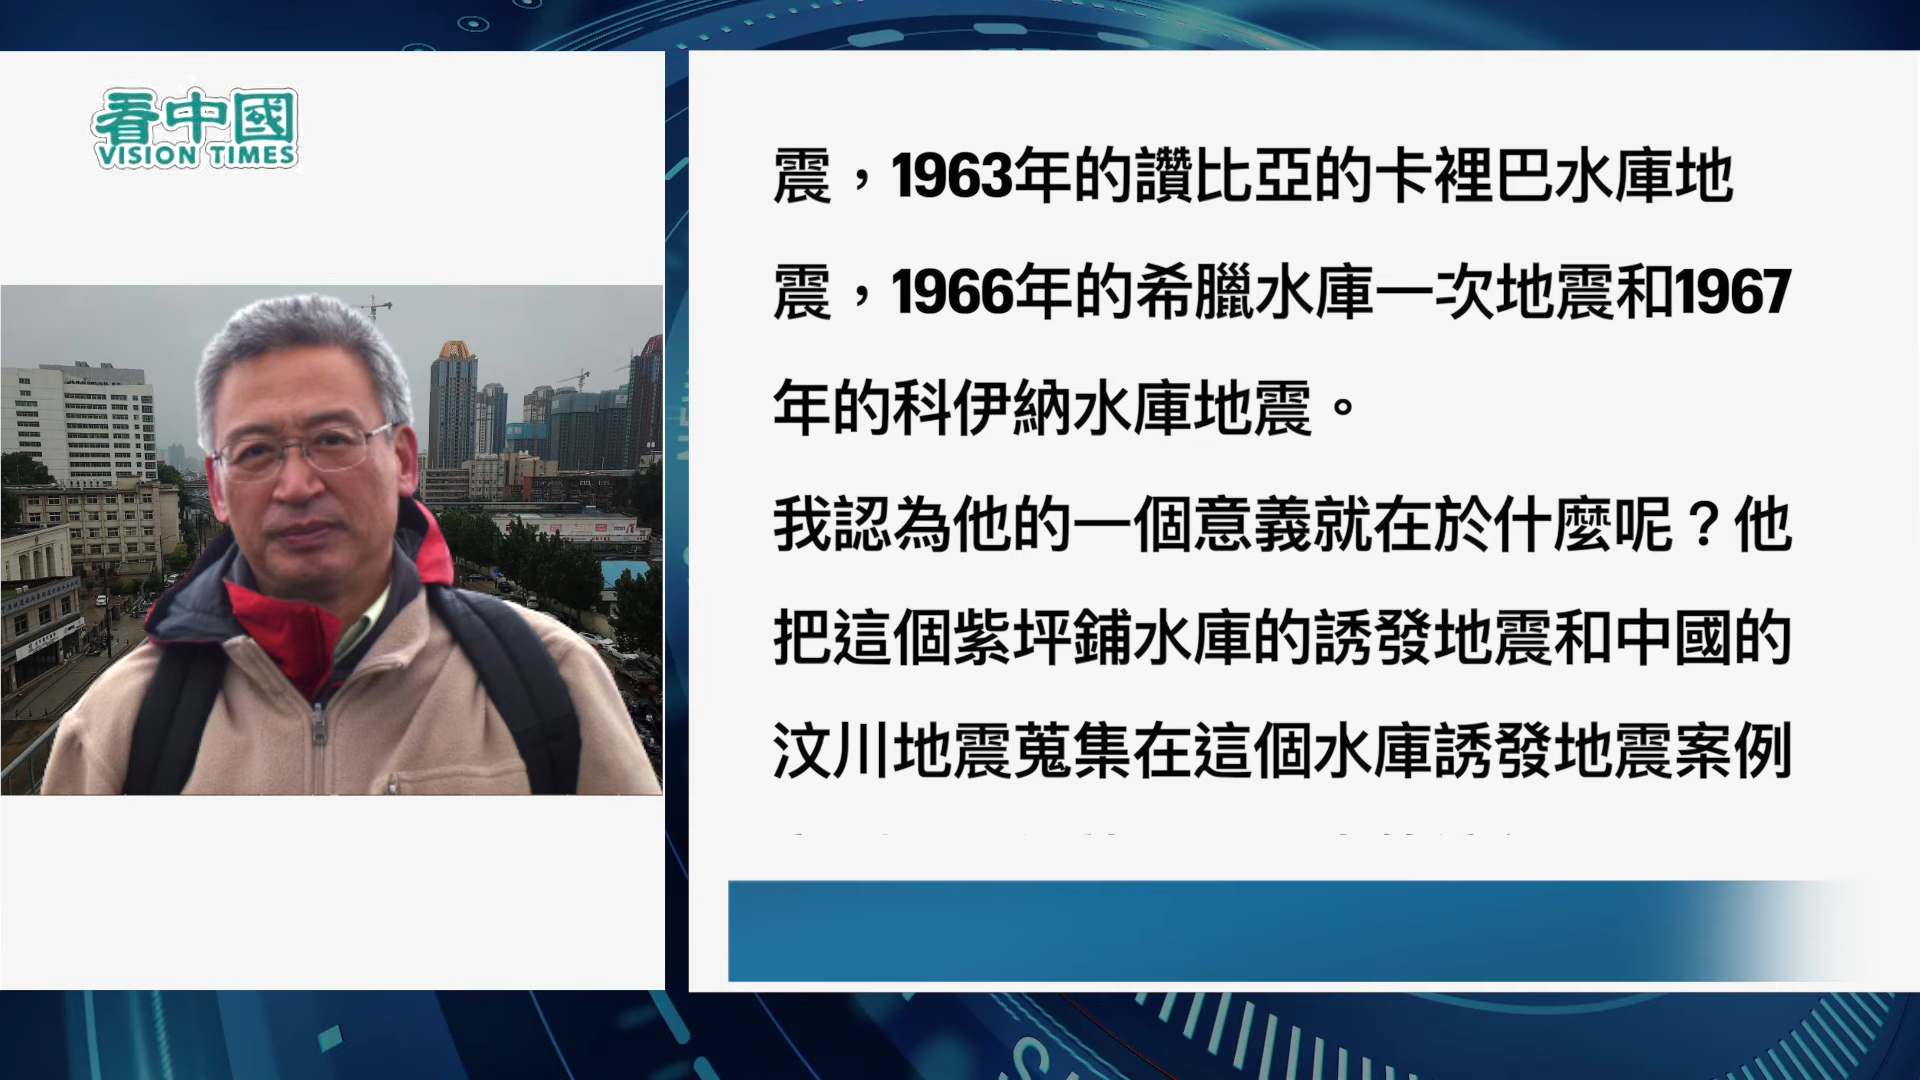 看中國
VISION TIMES
震，1963年的讚比亞的卡裡巴水庫地
震，1966年的希臘水庫一次地震和1967
年的科伊納水庫地震。
我認為他的一個意義就在於什麼呢？他
把這個紫坪鋪水庫的誘發地震和中國的
汶川地震蒐集在這個水庫誘發地震案例